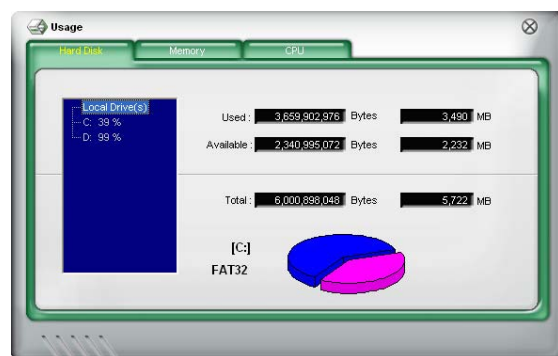 Usage
Hard Disk Memory CPU
Local Drive(s)
C: 39 %
D: 99 %
Used : 3,659,902,976 Bytes 3,490 MB
Available : 2,340,995,072 Bytes 2,232 MB
Total : 6,000,898,048 Bytes 5,722 MB
[C:]
FAT32